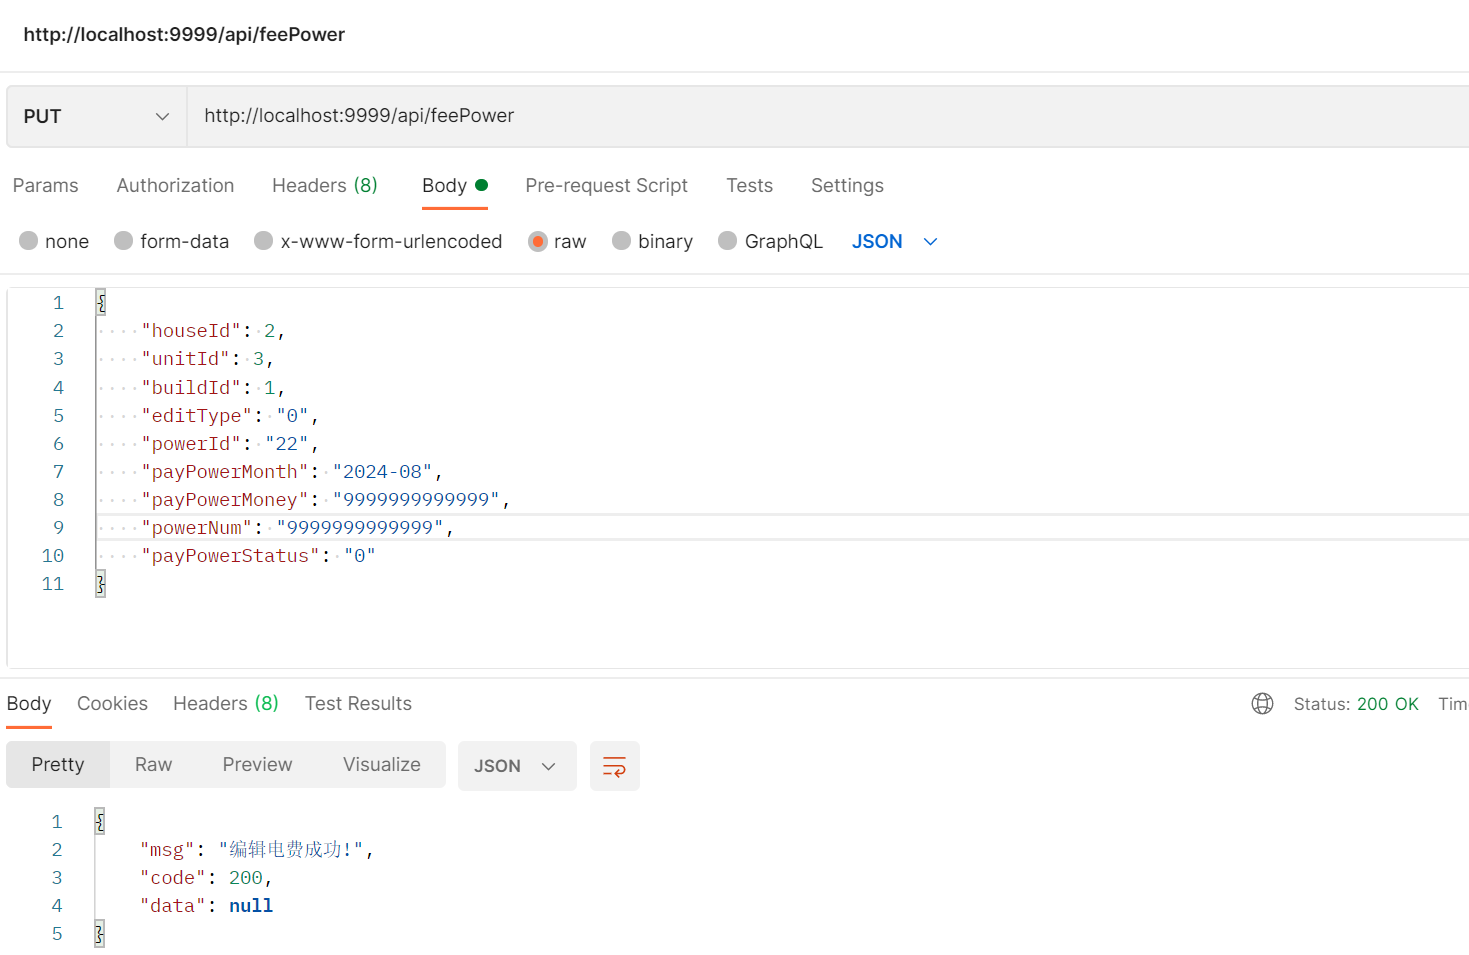 http://localhost:9999/api/feePower
PUT http://localhost:9999/api/feePower
Params Authorization Headers (8) Body Pre-request Script Tests Settings
none form-data x-www-form-urlencoded raw binary GraphQL JSON
1 {
2 "houseId": 2,
3 "unitId": 3,
4 "buildId": 1,
5 "editType": "0",
6 "powerId": "22",
7 "payPowerMonth": "2024-08",
8 "payPowerMoney": "9999999999999",
9 "powerNum": "9999999999999",
10 "payPowerStatus": "0"
11 }
Body Cookies Headers (8) Test Results Status: 200 OK Tim
Pretty Raw Preview Visualize JSON
1 {
2 "msg": "编辑电费成功!",
3 "code": 200,
4 "data": null
5 }